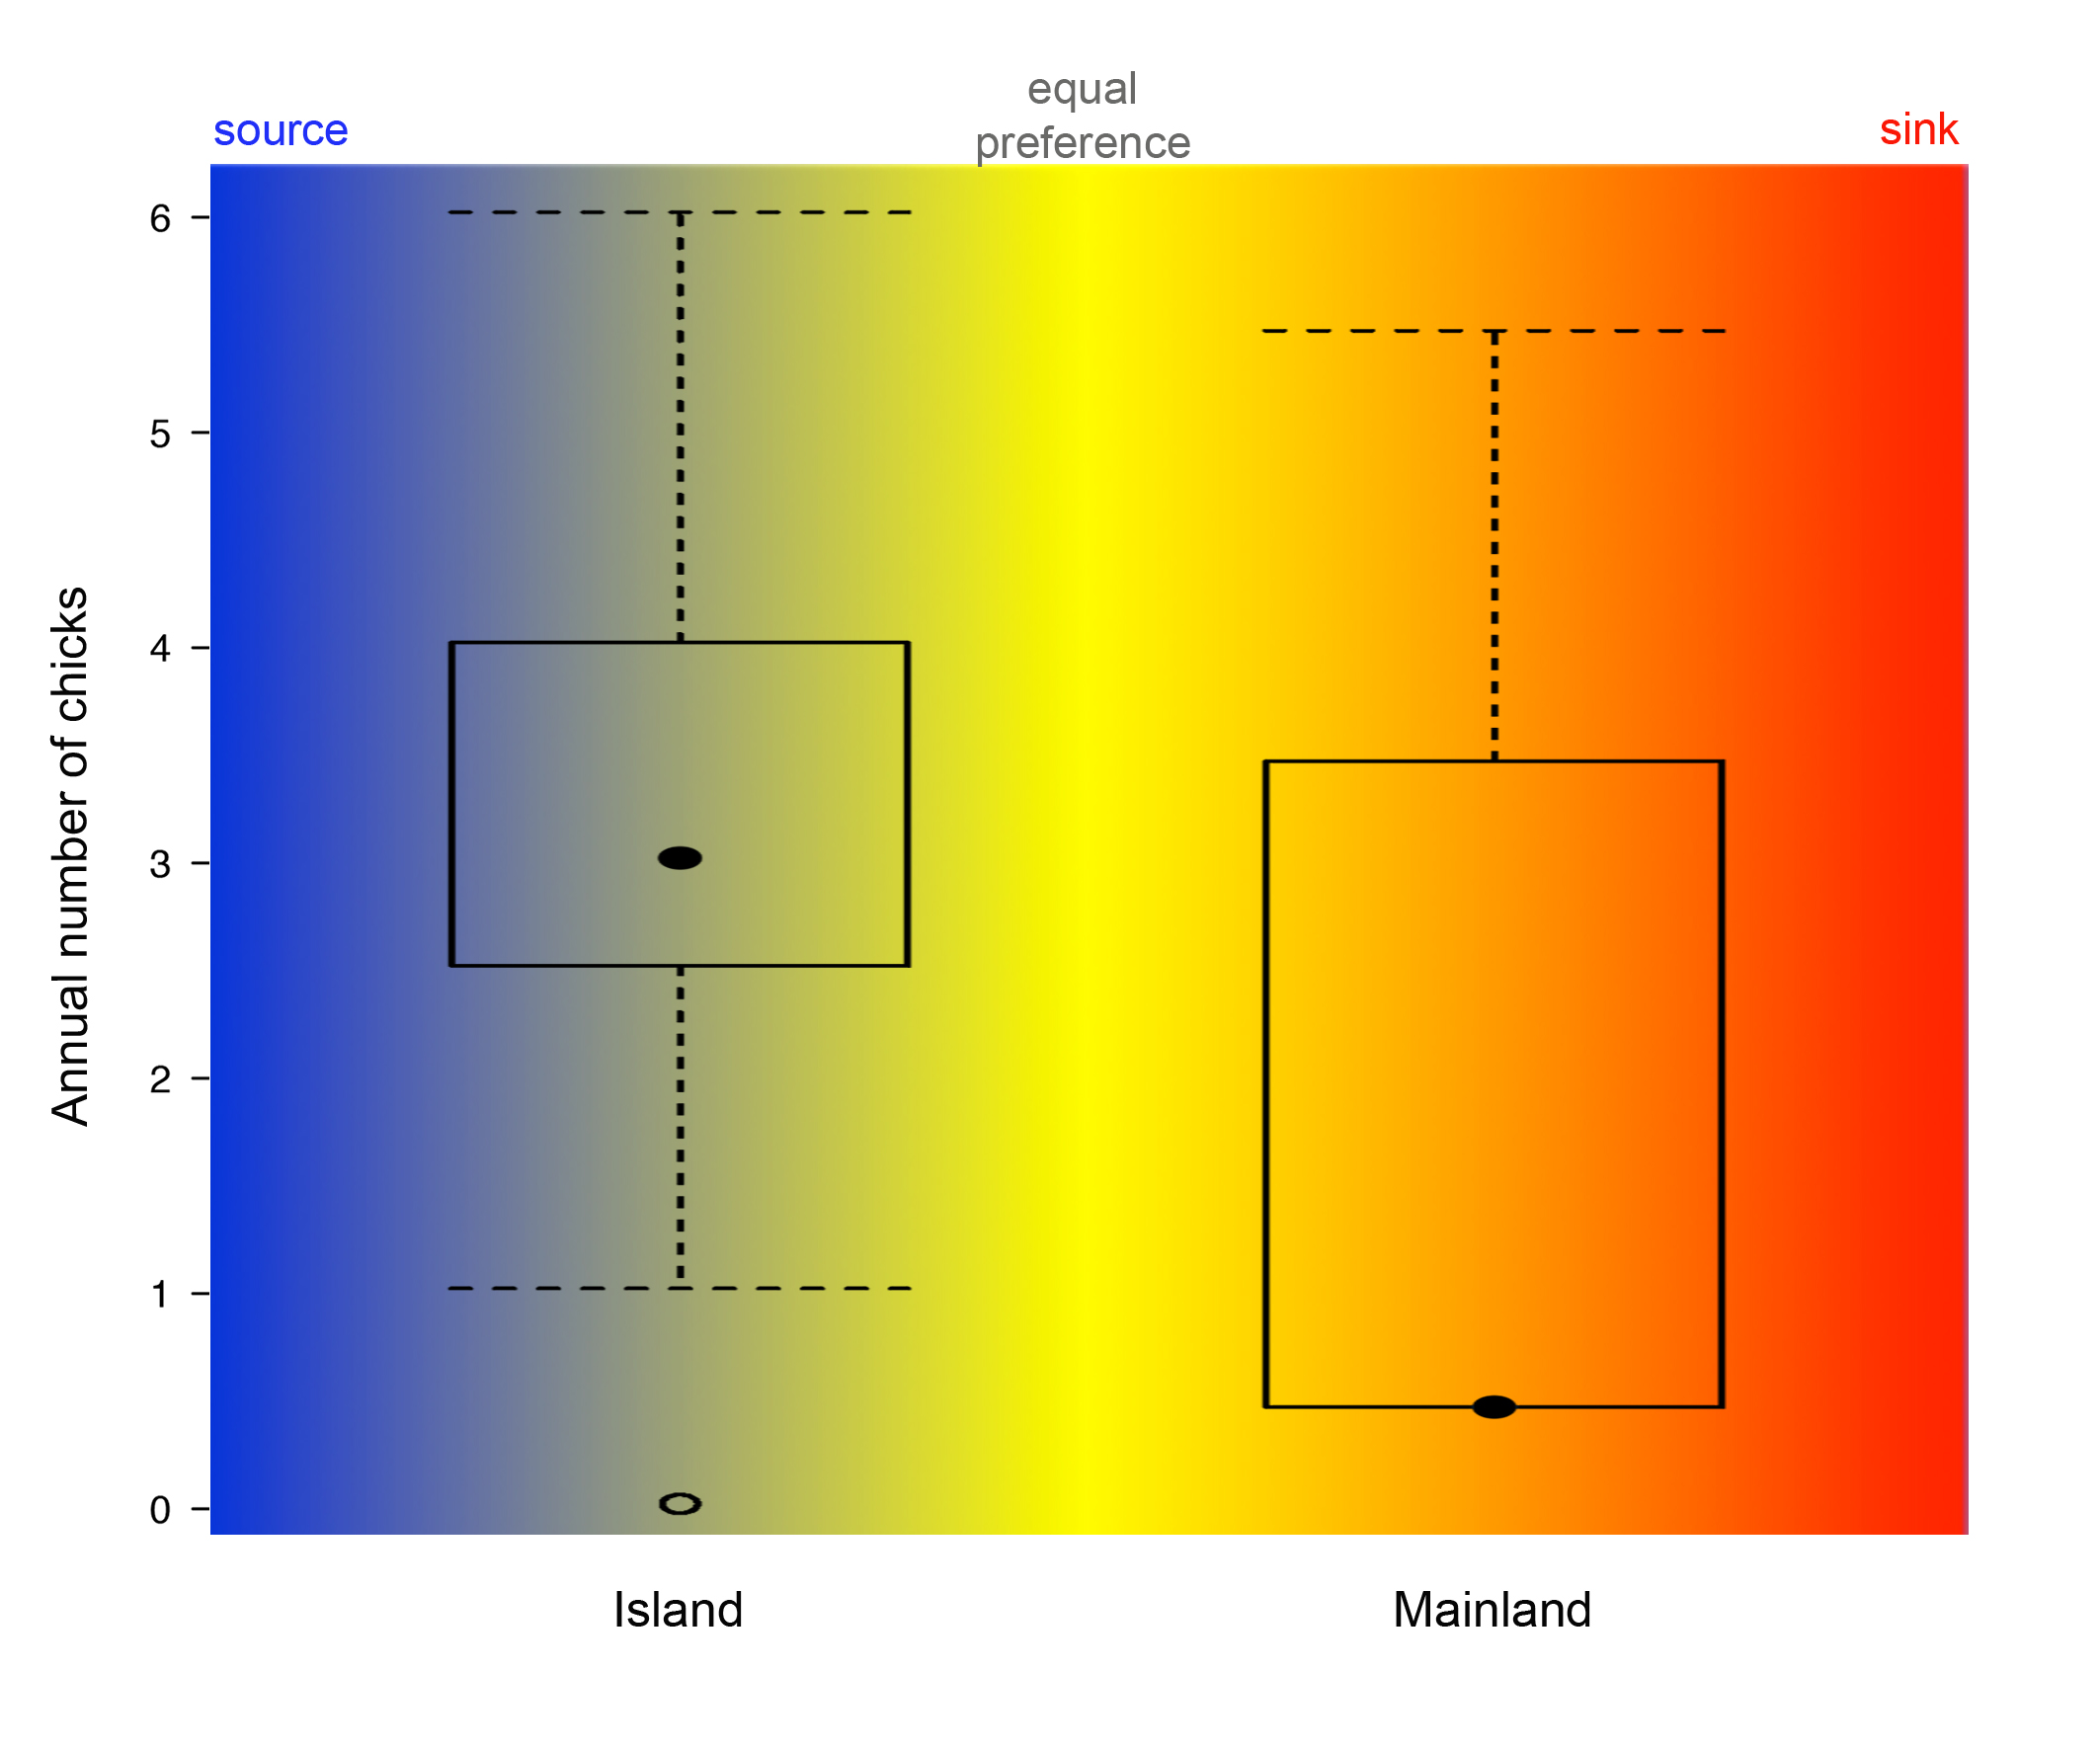 equal
preference
source
sink
6
5
4
3
2
1
0
Annual number of chicks
Island
Mainland